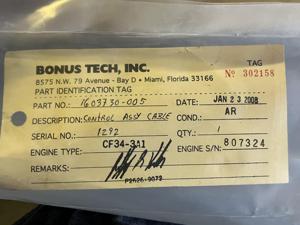 BONUS TECH, INC.
8575 N.W. 79 Avenue - Bay D • Miami, Florida 33166
TAG
PART IDENTIFICATION TAG
No 302158
PART NO.: 1603730-005
DATE: JAN 23 2008
DESCRIPTION: CONTROL ASSY CABLE
COND.: AR
SERIAL NO.: 1292
QTY.: 1
ENGINE TYPE: CF34-3A1
ENGINE S/N: 807324
REMARKS: